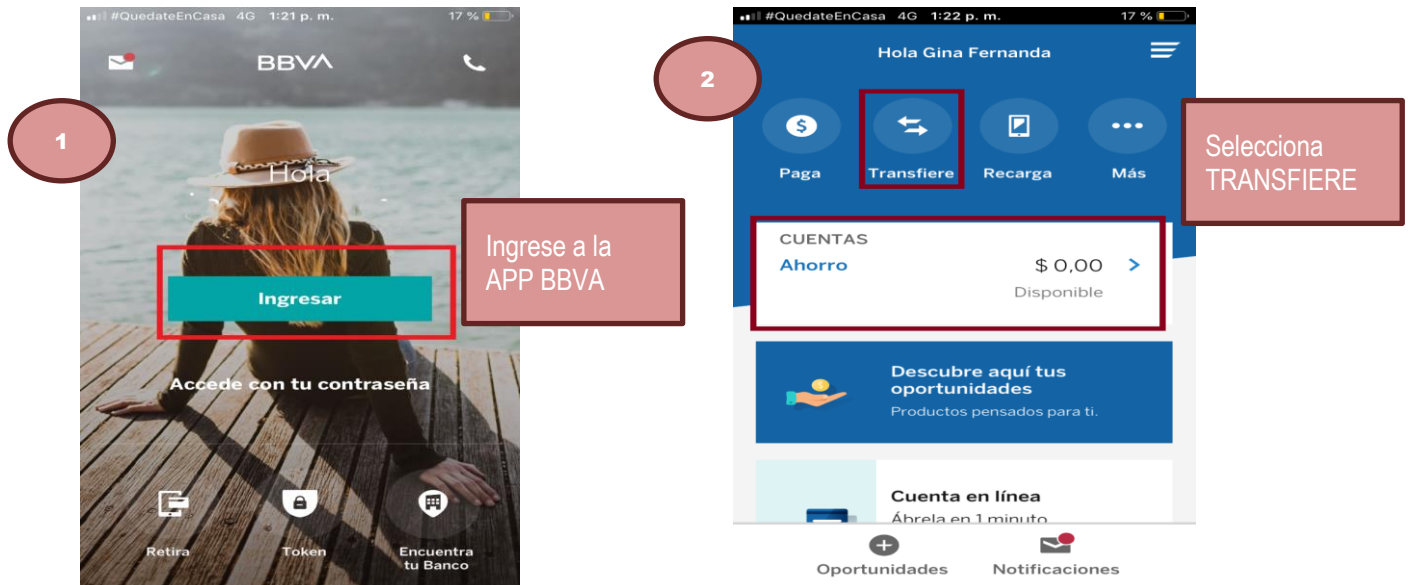 #QuedateEnCasa 4G 1:21 p. m. 17 %
BBVA
1
Hola
Ingresar
Accede con tu contraseña
Retira
Token
Encuentra
tu Banco
Ingrese a la
APP BBVA
#QuedateEnCasa 4G 1:22 p. m. 17 %
2
Hola Gina Fernanda
Paga
Transfiere
Recarga
Más
Selecciona
TRANSFIERE
CUENTAS
Ahorro $ 0,00 >
Disponible
Descubre aquí tus
oportunidades
Productos pensados para ti.
Cuenta en línea
Ábrela en 1 minuto
Oportunidades
Notificaciones